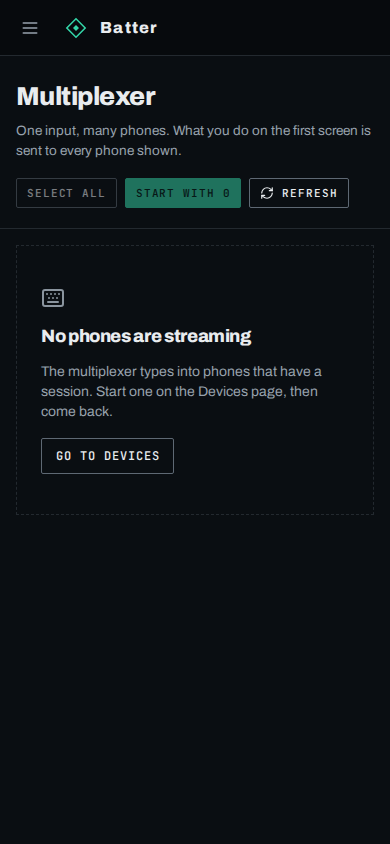 Batter
Multiplexer
One input, many phones. What you do on the first screen is
sent to every phone shown.
SELECT ALL
START WITH 0
REFRESH
No phones are streaming
The multiplexer types into phones that have a
session. Start one on the Devices page, then
come back.
GO TO DEVICES